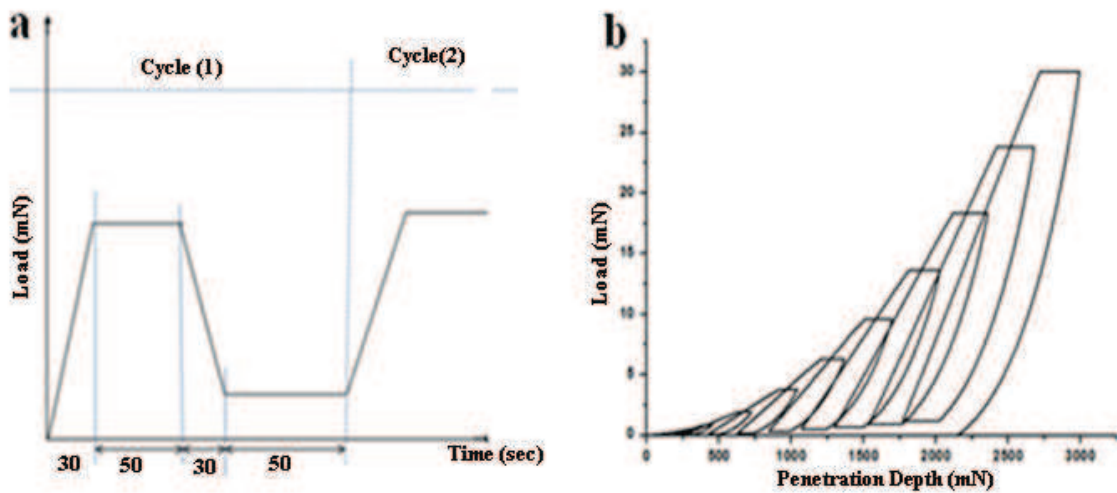 a
Cycle (1)
Cycle(2)
Load (mN)
Time (sec)
30
50
30
50
b
30
25
20
15
10
5
0
Load (mN)
0
500
1000
1500
2000
2500
3000
Penetration Depth (mN)